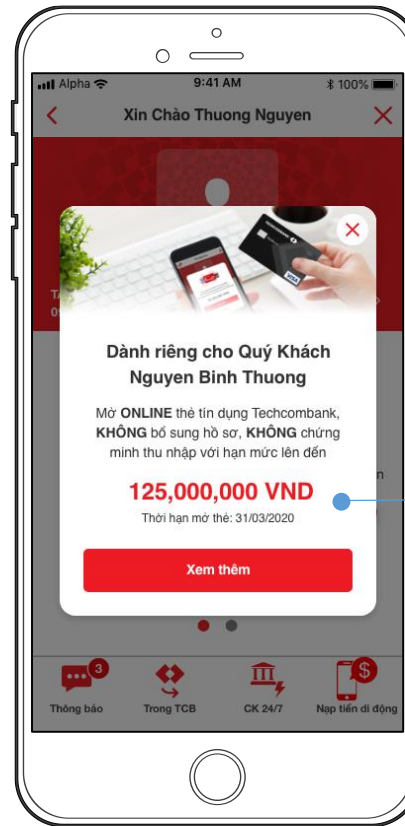 Alpha 9:41 AM 100%
Xin Chào Thuong Nguyen
Dành riêng cho Quý Khách
Nguyen Binh Thuong
Mở ONLINE thẻ tín dụng Techcombank,
KHÔNG bổ sung hồ sơ, KHÔNG chứng
minh thu nhập với hạn mức lên đến
125,000,000 VND
Thời hạn mở thẻ: 31/03/2020
Xem thêm
3
$
Thông báo Trong TCB CK 24/7 Nạp tiền di động